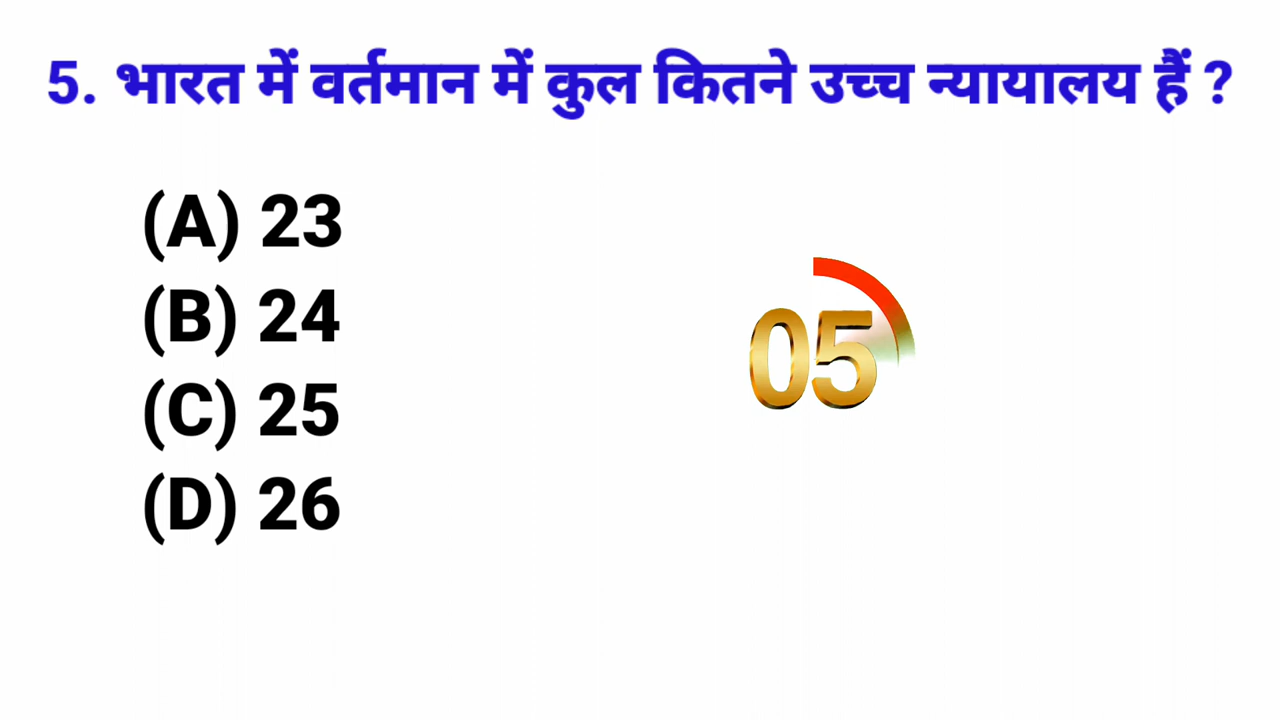 5. भारत में वर्तमान में कुल कितने उच्च न्यायालय हैं ?
(A) 23
(B) 24
(C) 25
(D) 26
05